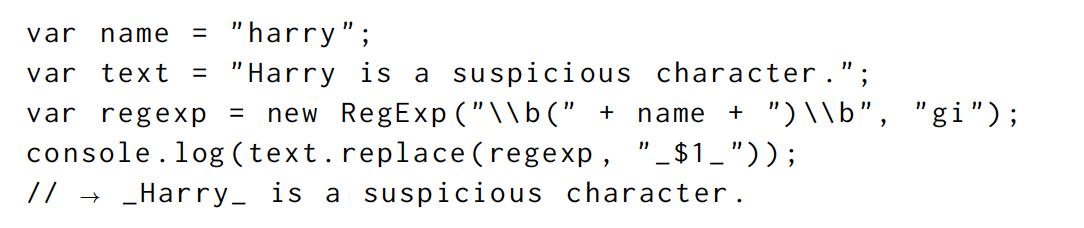 var name = "harry";
var text = "Harry is a suspicious character.";
var regexp = new RegExp("\\b(" + name + ")\\b", "gi");
console.log(text.replace(regexp, "_$1_"));
// → _Harry_ is a suspicious character.